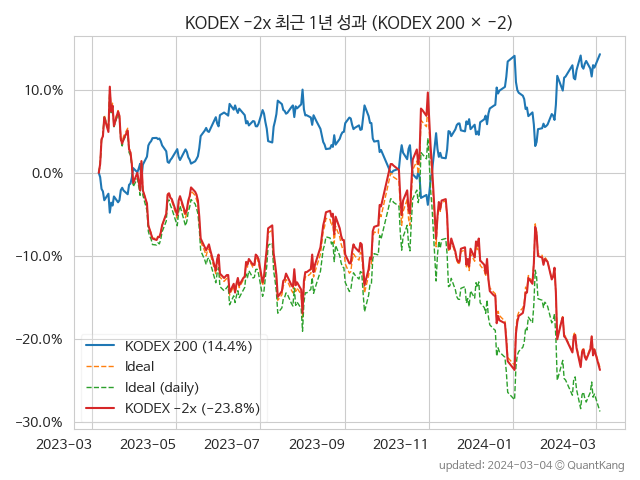 KODEX -2x 최근 1년 성과 (KODEX 200 × -2)
10.0%
0.0%
-10.0%
-20.0%
-30.0%
KODEX 200 (14.4%)
Ideal
Ideal (daily)
KODEX -2x (-23.8%)
2023-03 2023-05 2023-07 2023-09 2023-11 2024-01 2024-03
updated: 2024-03-04 © QuantKang